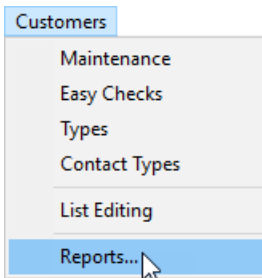 Customers
Maintenance
Easy Checks
Types
Contact Types
List Editing
Reports...